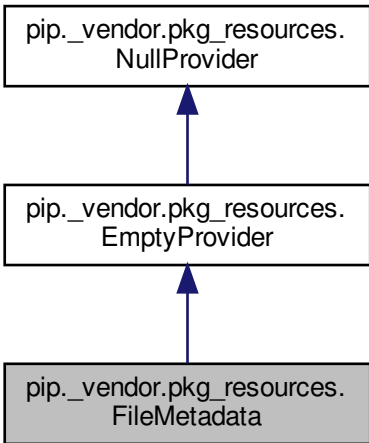 pip._vendor.pkg_resources.
NullProvider
pip._vendor.pkg_resources.
EmptyProvider
pip._vendor.pkg_resources.
FileMetadata